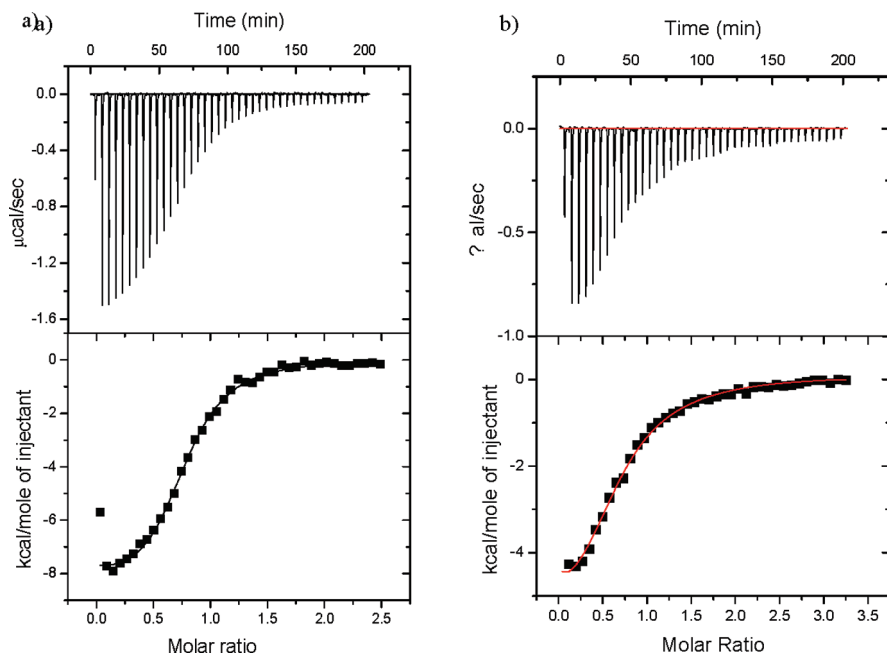 a)a)
Time (min)
0 50 100 150 200
0.0
-0.4
-0.8
-1.2
-1.6
μcal/sec
0
-2
-4
-6
-8
kcal/mole of injectant
0.0 0.5 1.0 1.5 2.0 2.5
Molar ratio
b)
Time (min)
0 50 100 150 200
0.0
-0.5
-1.0
? al/sec
0
-2
-4
kcal/mole of injectant
0.0 0.5 1.0 1.5 2.0 2.5 3.0 3.5
Molar Ratio